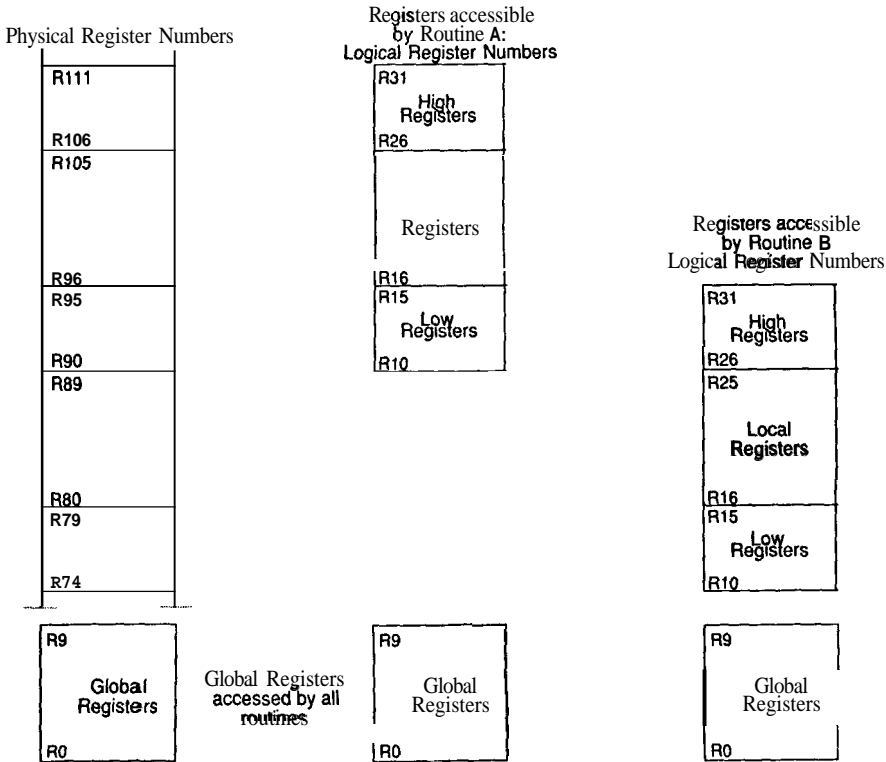 Physical Register Numbers
R111
R106
R105
R96
R95
R90
R89
R80
R79
R74
R9
Global
Registers
R0
Global Registers
accessed by all
routines
Registers accessible
by Routine A:
Logical Register Numbers
R31
High
Registers
R26
Registers
R16
R15
Low
Registers
R10
R9
Global
Registers
R0
Registers accessible
by Routine B
Logical Register Numbers
R31
High
Registers
R26
R25
Local
Registers
R16
R15
Low
Registers
R10
R9
Global
Registers
R0